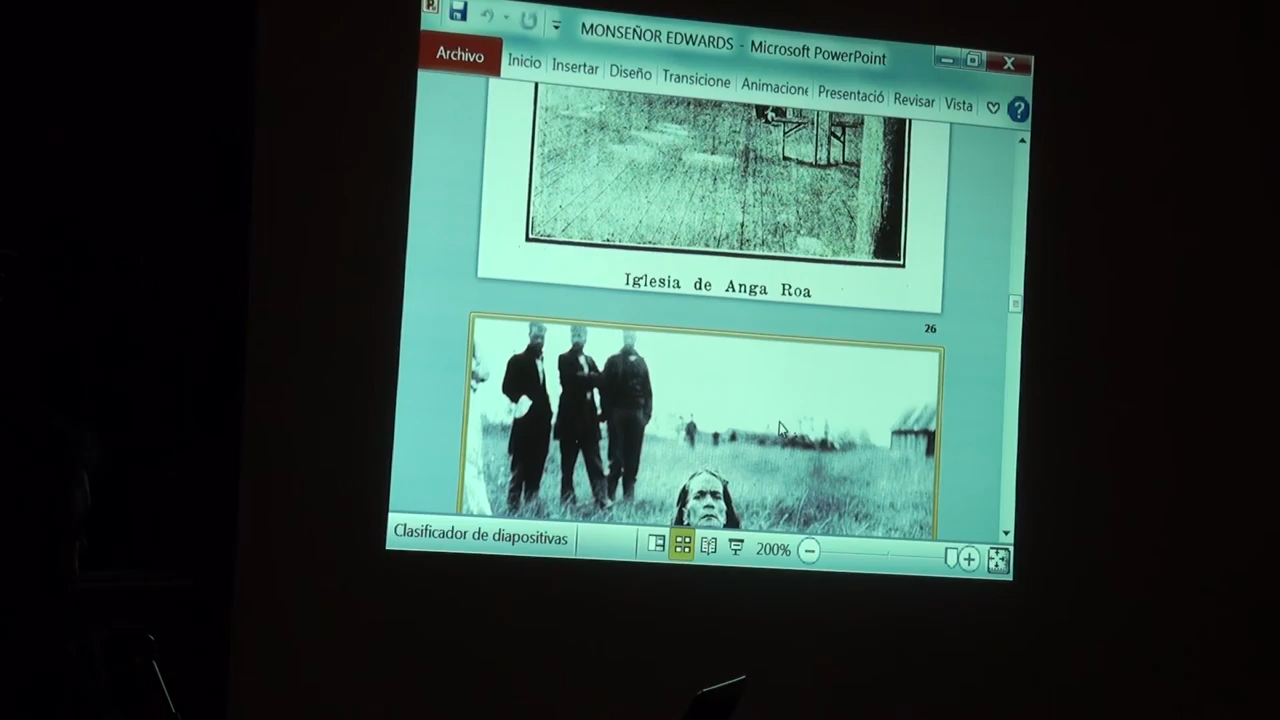 MONSEÑOR EDWARDS - Microsoft PowerPoint
Archivo Inicio Insertar Diseño Transicione Animacione Presentació Revisar Vista
Iglesia de Anga Roa
26
Clasificador de diapositivas 200%